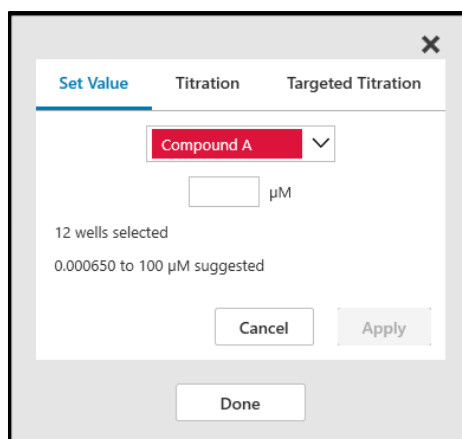 Set Value Titration Targeted Titration
Compound A
µM
12 wells selected
0.000650 to 100 µM suggested
Cancel Apply
Done